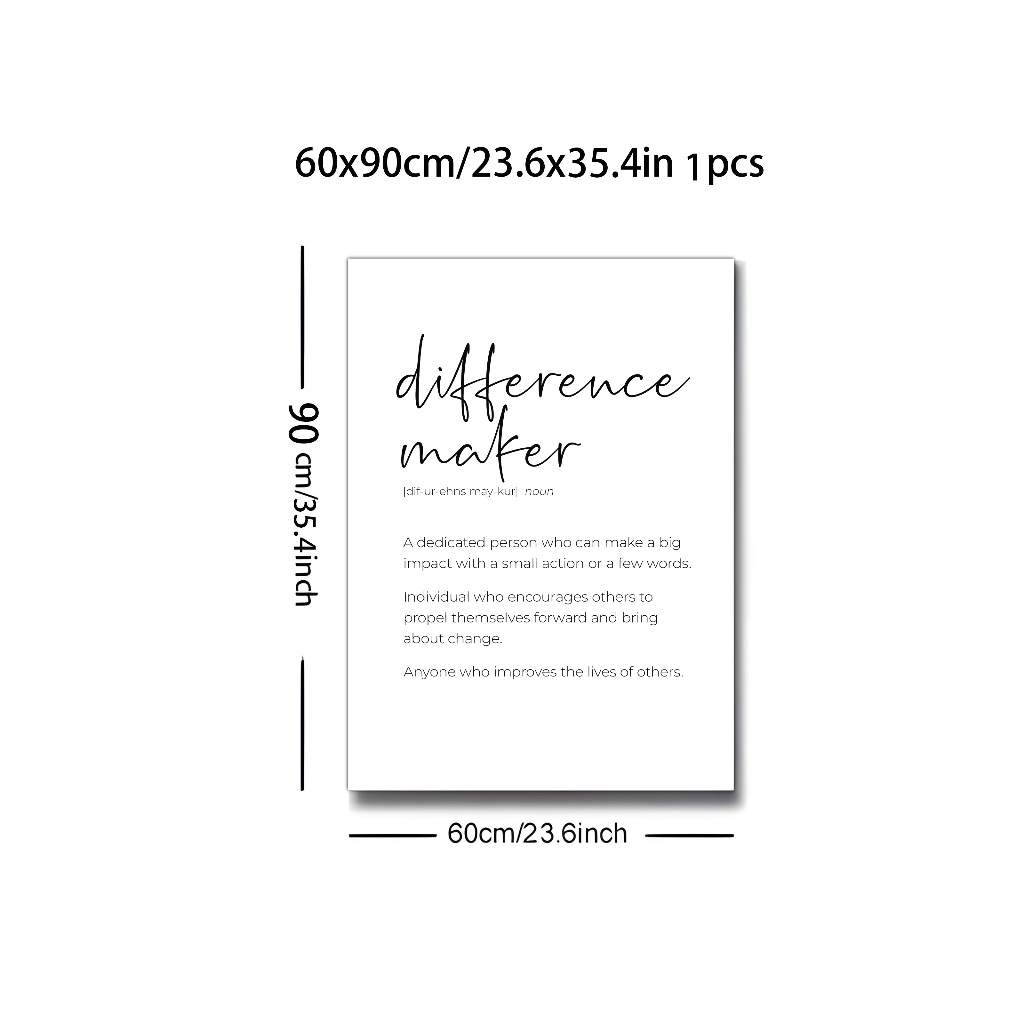 60x90cm/23.6x35.4in 1pcs
90 cm/35.4inch
difference
maker
[dif-ur-ehns may-kur] noun
A dedicated person who can make a big
impact with a small action or a few words.
Individual who encourages others to
propel themselves forward and bring
about change.
Anyone who improves the lives of others.
60cm/23.6inch